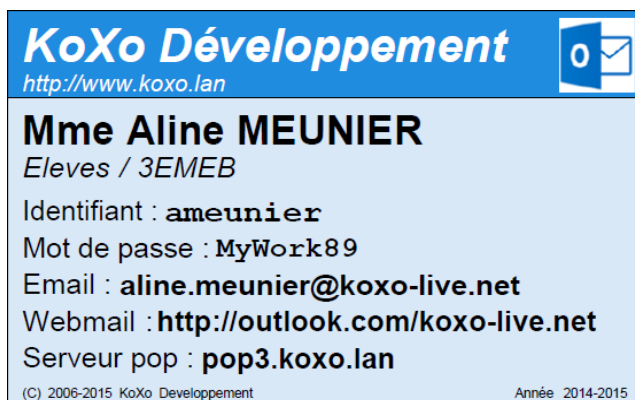 KoXo Développement
http://www.koxo.lan
O
Mme Aline MEUNIER
Eleves / 3EMEB
Identifiant : ameunier
Mot de passe : MyWork89
Email : aline.meunier@koxo-live.net
Webmail : http://outlook.com/koxo-live.net
Serveur pop : pop3.koxo.lan
(C) 2006-2015 KoXo Developpement Année 2014-2015